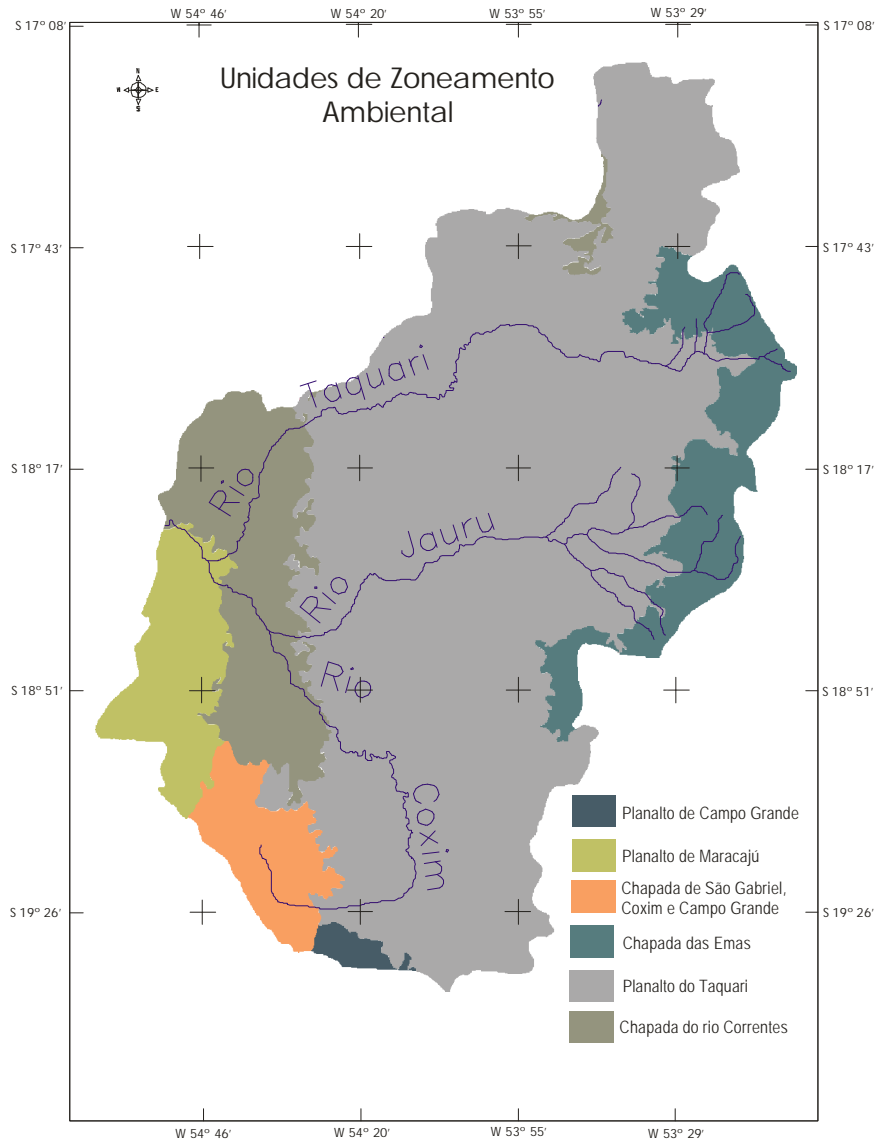 W 54° 46' W 54° 20' W 53° 55' W 53° 29'
S 17° 08' S 17° 08'
N
W E
S
Unidades de Zoneamento
Ambiental
S 17° 43' S 17° 43'
Rio Taquari
S 18° 17' S 18° 17'
Rio Jauru
Rio Coxim
S 18° 51' S 18° 51'
Planalto de Campo Grande
Planalto de Maracajú
Chapada de São Gabriel,
Coxim e Campo Grande
S 19° 26' S 19° 26'
Chapada das Emas
Planalto do Taquari
Chapada do rio Correntes
W 54° 46' W 54° 20' W 53° 55' W 53° 29'